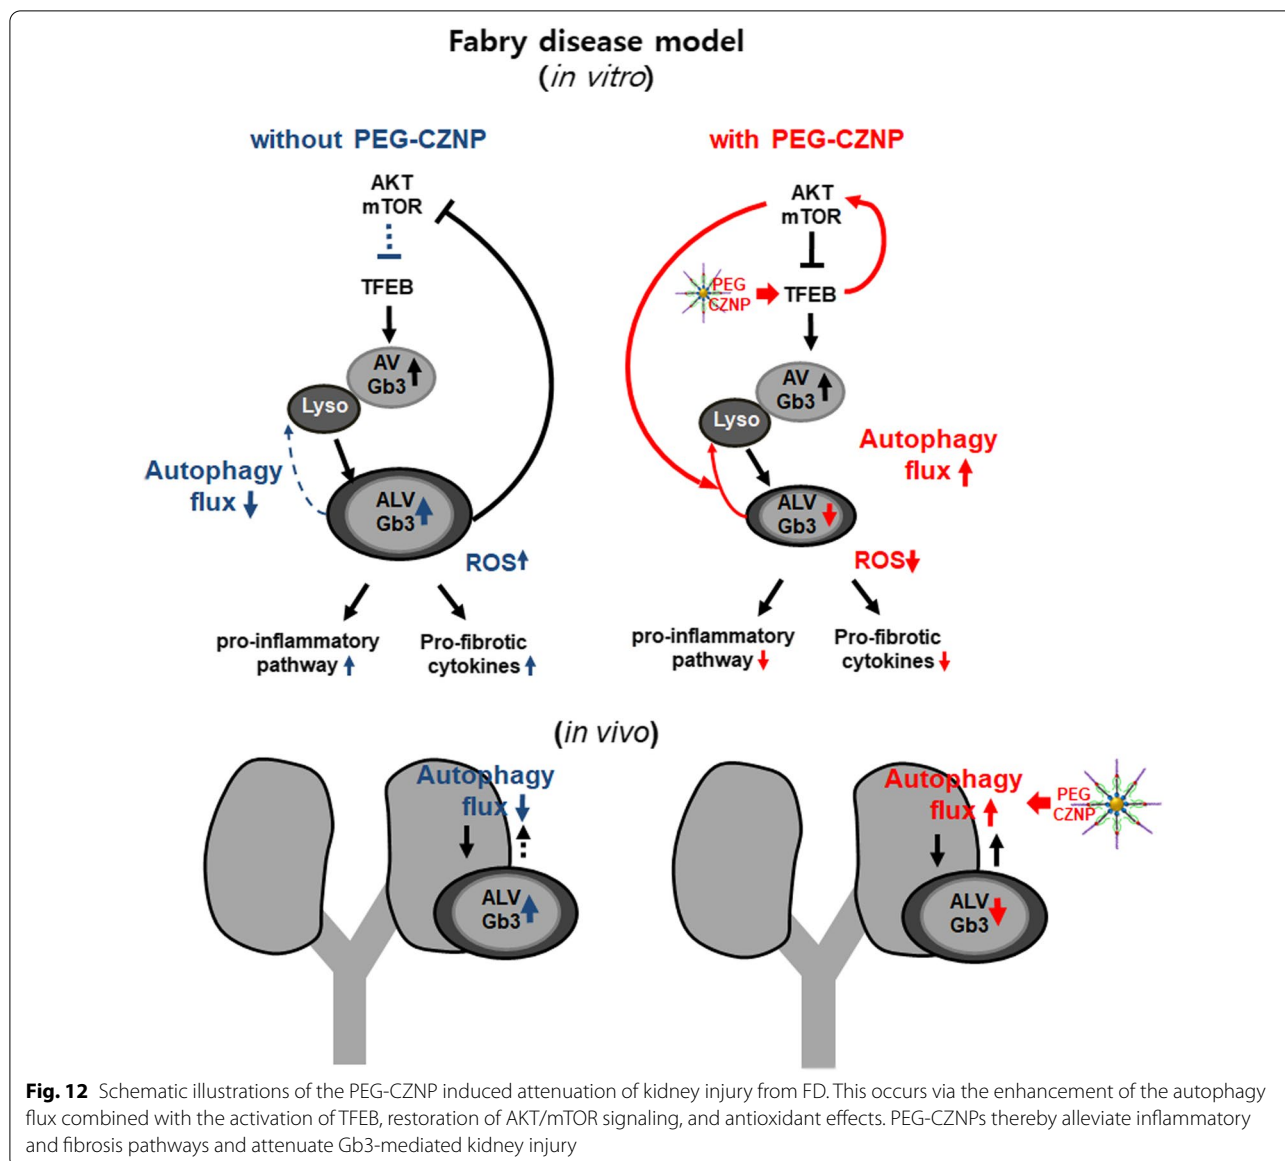 Fabry disease model
(in vitro)
without PEG-CZNP
AKT
mTOR
TFEB
AV
Gb3
Lyso
Autophagy
flux
ALV
Gb3
ROS
pro-inflammatory
pathway
Pro-fibrotic
cytokines
with PEG-CZNP
AKT
mTOR
PEG
CZNP
TFEB
AV
Gb3
Lyso
Autophagy
flux
ALV
Gb3
ROS
pro-inflammatory
pathway
Pro-fibrotic
cytokines
(in vivo)
Autophagy
flux
ALV
Gb3
Autophagy
flux
PEG
CZNP
ALV
Gb3
Fig. 12 Schematic illustrations of the PEG-CZNP induced attenuation of kidney injury from FD. This occurs via the enhancement of the autophagy
flux combined with the activation of TFEB, restoration of AKT/mTOR signaling, and antioxidant effects. PEG-CZNPs thereby alleviate inflammatory
and fibrosis pathways and attenuate Gb3-mediated kidney injury